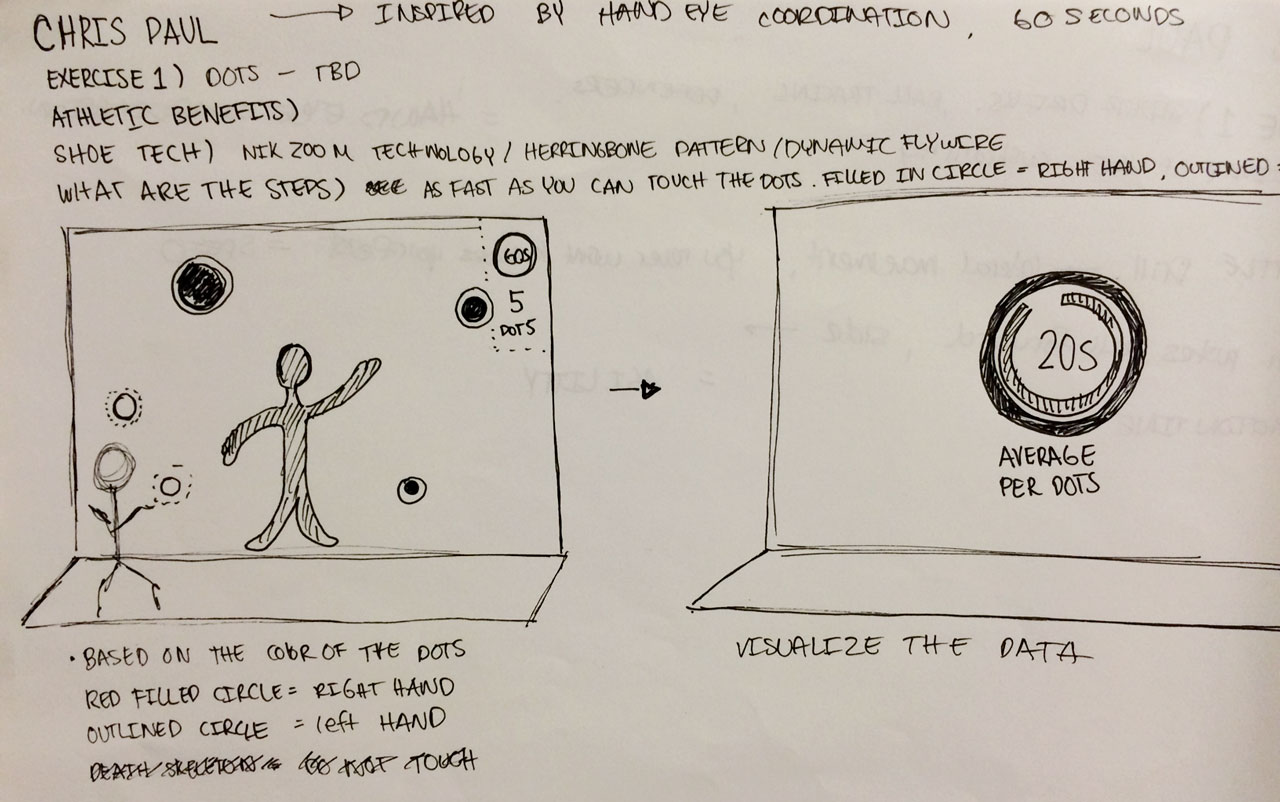 CHRIS PAUL → INSPIRED BY HAND EYE COORDINATION, 60 SECONDS
EXERCISE 1) DOTS - TBD
ATHLETIC BENEFITS)
SHOE TECH) NIK ZOOM TECHNOLOGY / HERRINGBONE PATTERN / DYNAMIC FLYWIRE
WHAT ARE THE STEPS) AS FAST AS YOU CAN TOUCH THE DOTS. FILLED IN CIRCLE = RIGHT HAND, OUTLINED =
60S
5
DOTS
20S
AVERAGE
PER DOTS
• BASED ON THE COLOR OF THE DOTS
RED FILLED CIRCLE = RIGHT HAND
OUTLINED CIRCLE = left HAND
DEATH/SKELETONS = DO NOT TOUCH
VISUALIZE THE DATA